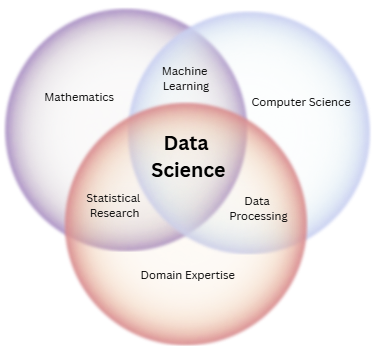 Machine
Learning
Mathematics
Computer Science
Data
Science
Statistical
Research
Data
Processing
Domain Expertise